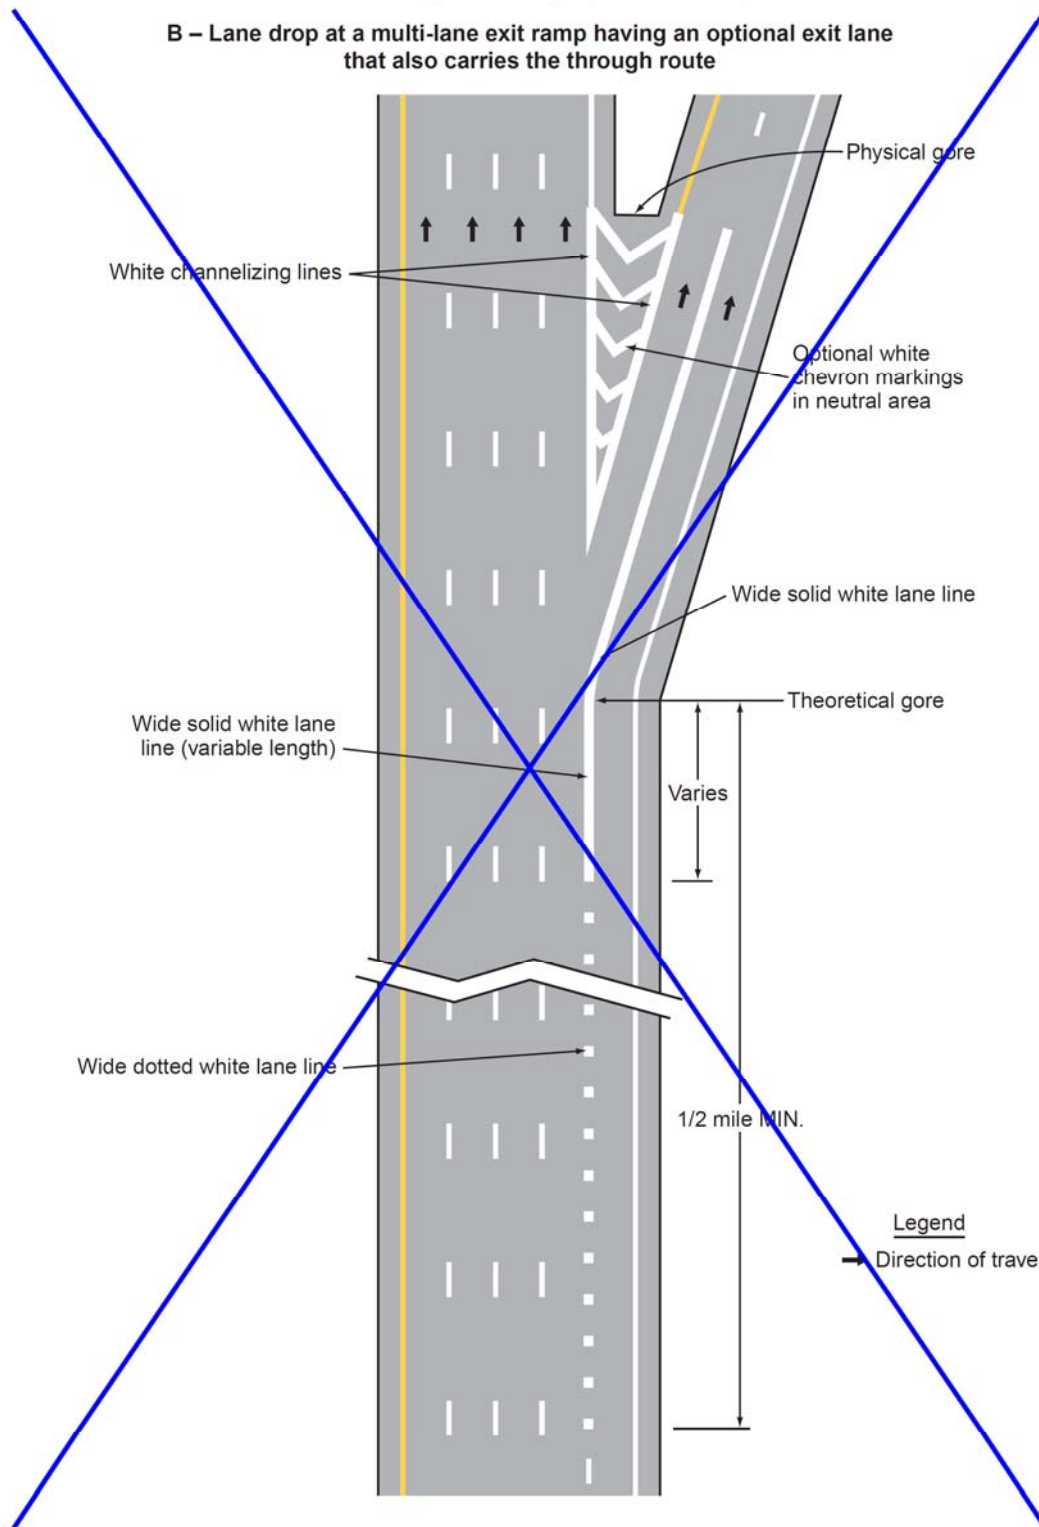 B – Lane drop at a multi-lane exit ramp having an optional exit lane
that also carries the through route
Physical gore
White channelizing lines
Optional white
chevron markings
in neutral area
Wide solid white lane line
Theoretical gore
Wide solid white lane
line (variable length)
Varies
Wide dotted white lane line
1/2 mile MIN.
Legend
Direction of trave